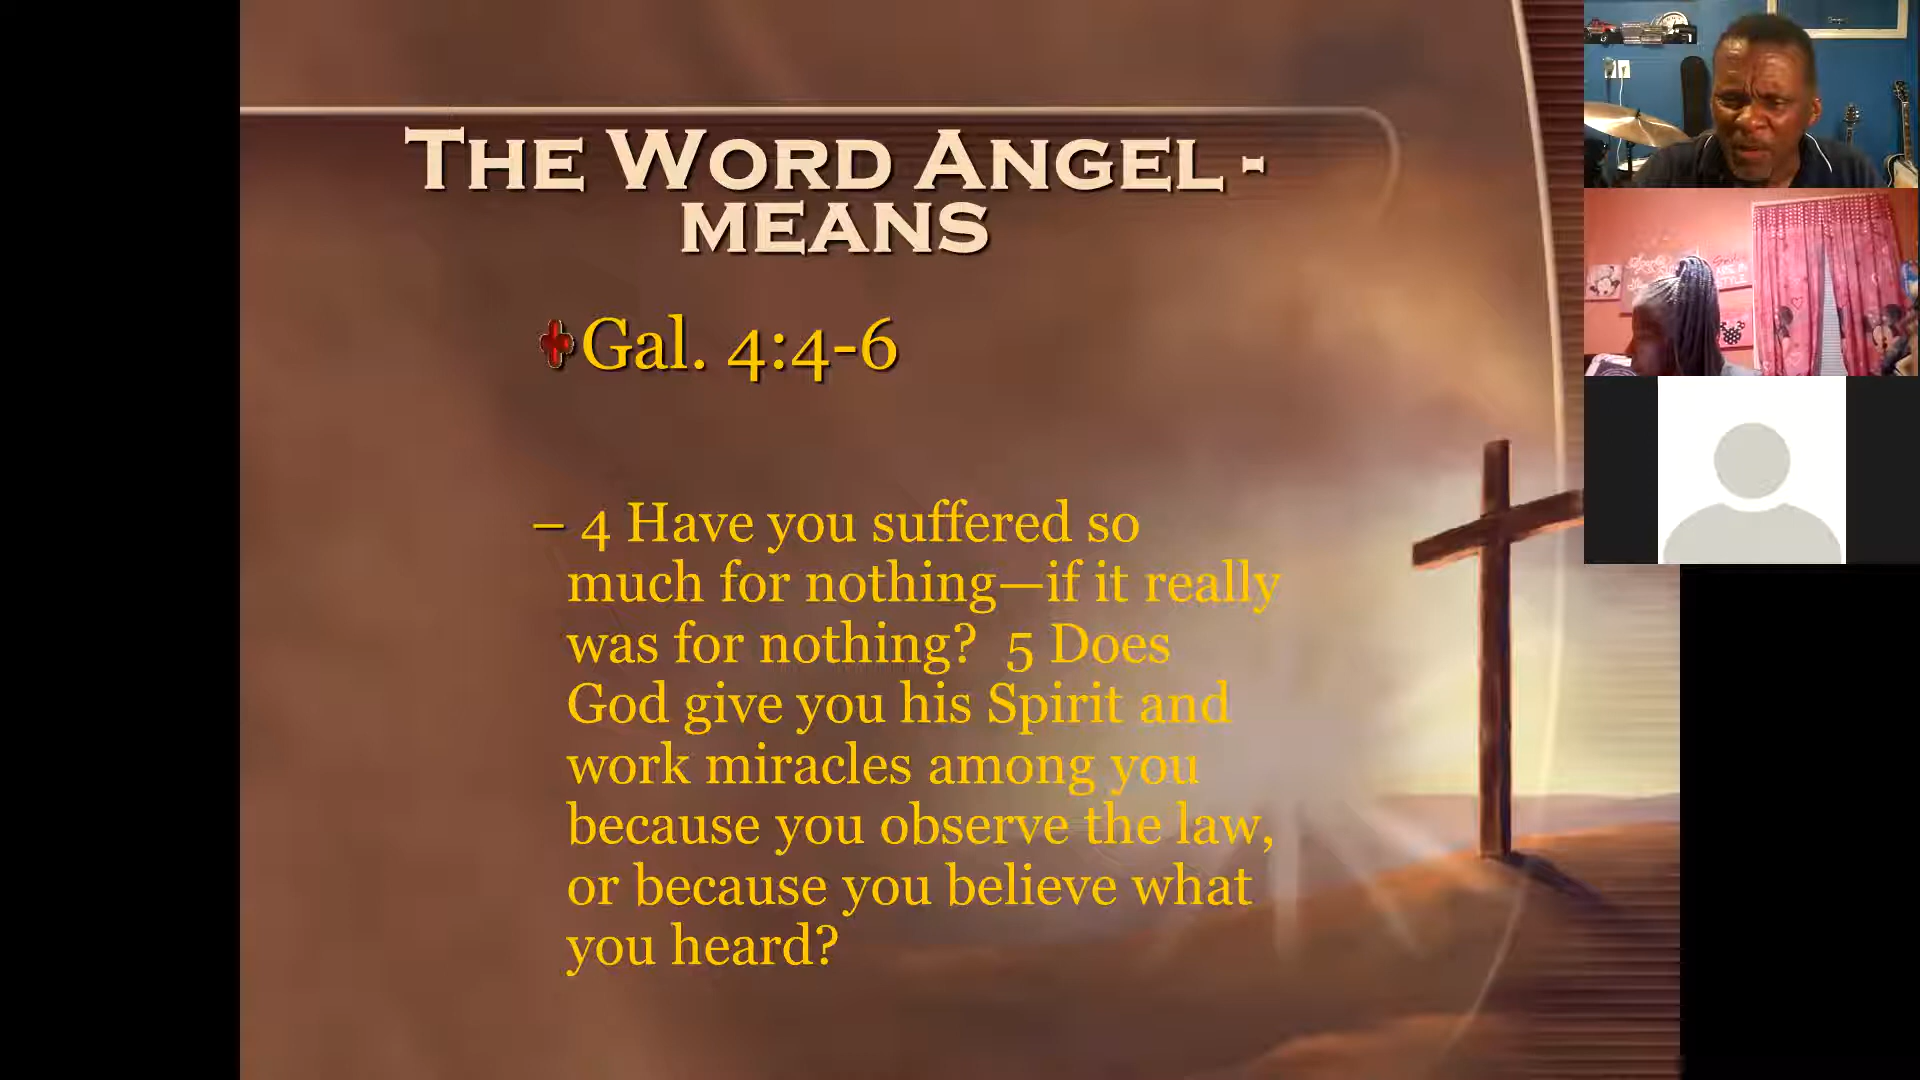 THE WORD ANGEL -
MEANS
Gal. 4:4-6
– 4 Have you suffered so
much for nothing—if it really
was for nothing?  5 Does
God give you his Spirit and
work miracles among you
because you observe the law,
or because you believe what
you heard?